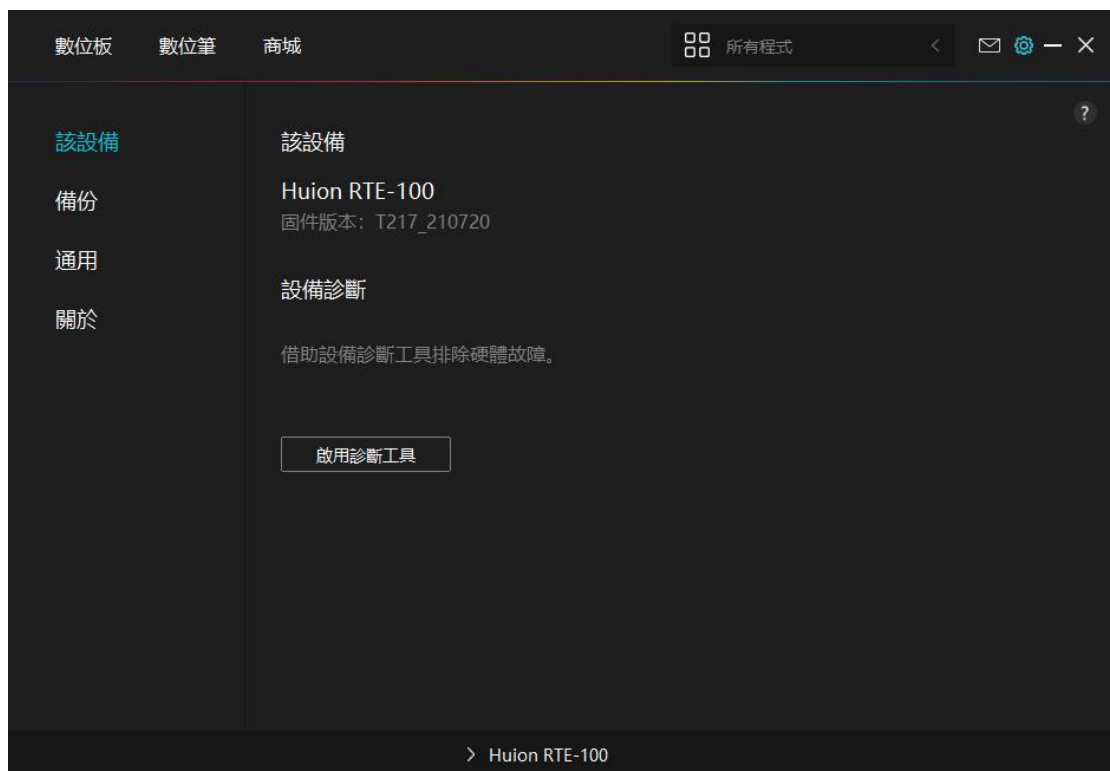 數位板
數位筆
商城
所有程式
?
該設備
備份
通用
關於
該設備
Huion RTE-100
固件版本：T217_210720
設備診斷
借助設備診斷工具排除硬體故障。
啟用診斷工具
Huion RTE-100